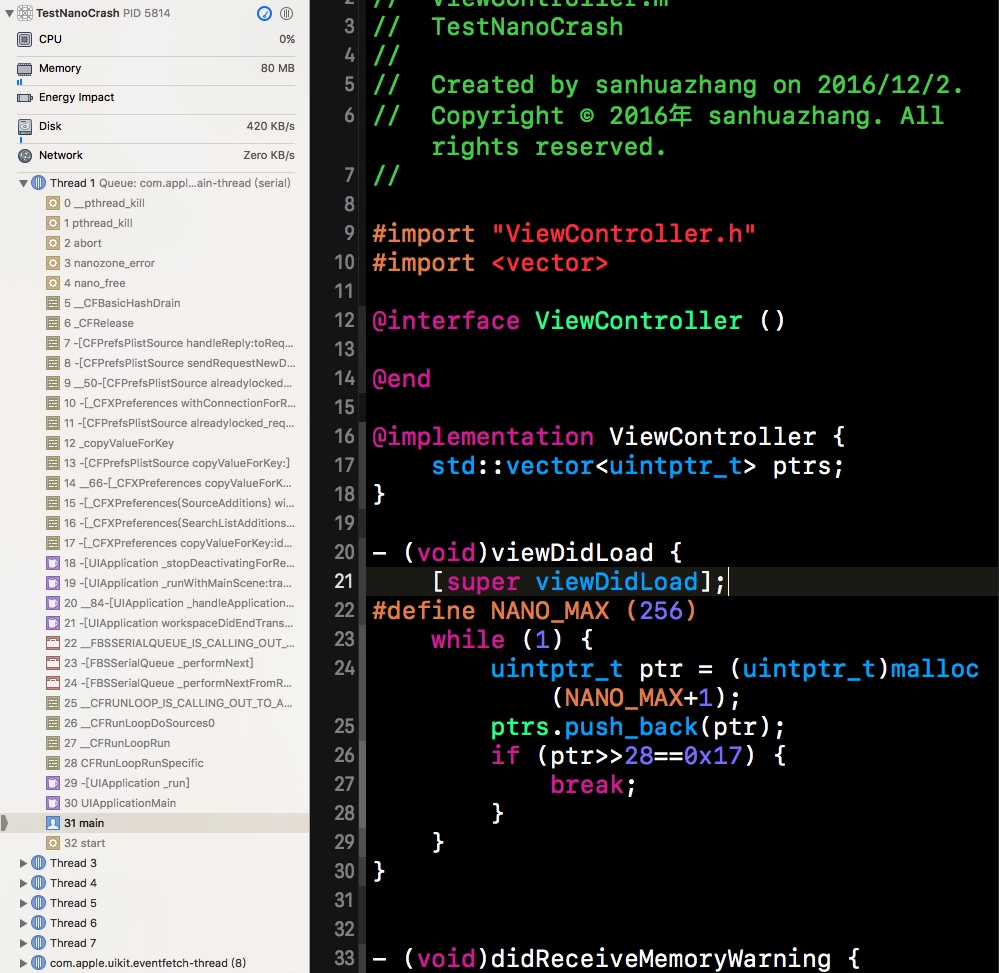 TestNanoCrash PID 5814
CPU 0%
Memory 80 MB
Energy Impact
Disk 420 KB/s
Network Zero KB/s
Thread 1 Queue: com.appl...ain-thread (serial)
0 __pthread_kill
1 pthread_kill
2 abort
3 nanozone_error
4 nano_free
5 __CFBasicHashDrain
6 _CFRelease
7 -[CFPrefsPlistSource handleReply:toReq...
8 -[CFPrefsPlistSource sendRequestNewD...
9 __50-[CFPrefsPlistSource alreadylocked...
10 -[_CFXPreferences withConnectionForR...
11 -[CFPrefsPlistSource alreadylocked_req...
12 _copyValueForKey
13 -[CFPrefsPlistSource copyValueForKey:]
14 __66-[_CFXPreferences copyValueForK...
15 -[_CFXPreferences(SourceAdditions) wi...
16 -[_CFXPreferences(SearchListAdditions...
17 -[_CFXPreferences copyValueForKey:ide...
18 -[UIApplication _stopDeactivatingForRe...
19 -[UIApplication _runWithMainScene:tra...
20 __84-[UIApplication _handleApplication...
21 -[UIApplication workspaceDidEndTrans...
22 __FBSSERIALQUEUE_IS_CALLING_OUT_...
23 -[FBSSerialQueue _performNext]
24 -[FBSSerialQueue _performNextFromR...
25 __CFRUNLOOP_IS_CALLING_OUT_TO_A...
26 __CFRunLoopDoSources0
27 __CFRunLoopRun
28 CFRunLoopRunSpecific
29 -[UIApplication _run]
30 UIApplicationMain
31 main
32 start
Thread 3
Thread 4
Thread 5
Thread 6
Thread 7
com.apple.uikit.eventfetch-thread (8)
2 // ViewController.m
3 // TestNanoCrash
4 //
5 // Created by sanhuazhang on 2016/12/2.
6 // Copyright © 2016年 sanhuazhang. All
rights reserved.
7 //
8
9 #import "ViewController.h"
10 #import <vector>
11
12 @interface ViewController ()
13
14 @end
15
16 @implementation ViewController {
17 std::vector<uintptr_t> ptrs;
18 }
19
20 - (void)viewDidLoad {
21 [super viewDidLoad];
22 #define NANO_MAX (256)
23 while (1) {
24 uintptr_t ptr = (uintptr_t)malloc
(NANO_MAX+1);
25 ptrs.push_back(ptr);
26 if (ptr>>28==0x17) {
27 break;
28 }
29 }
30 }
31
32
33 - (void)didReceiveMemoryWarning {